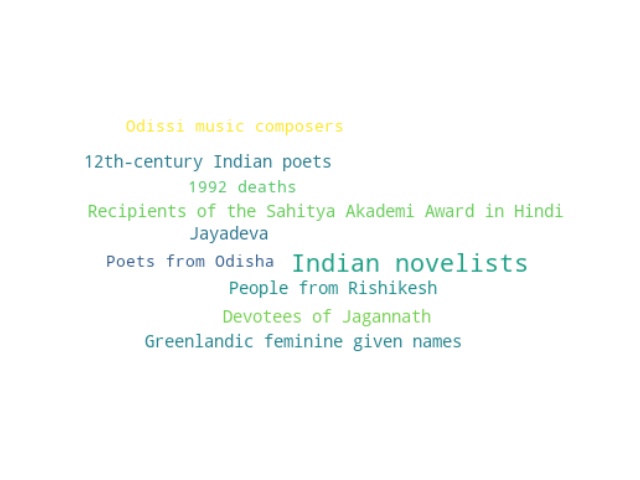 Odissi music composers
12th-century Indian poets
1992 deaths
Recipients of the Sahitya Akademi Award in Hindi
Jayadeva
Poets from Odisha
Indian novelists
People from Rishikesh
Devotees of Jagannath
Greenlandic feminine given names